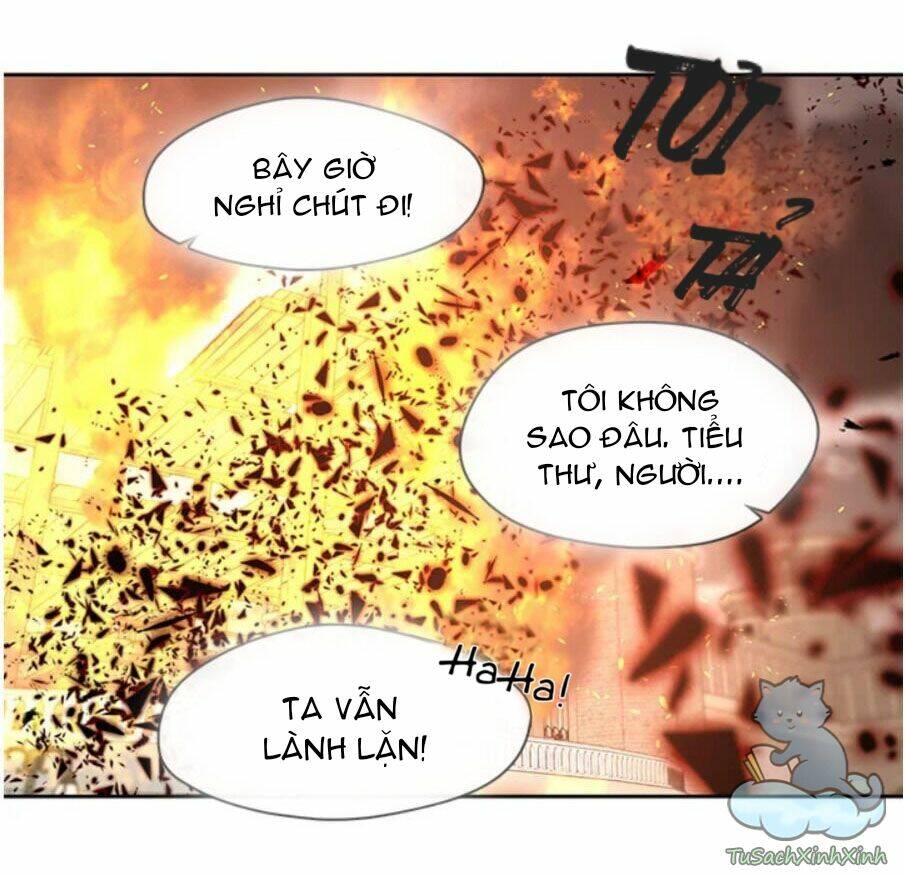 TƠI
TẢ
BÂY GIỜ
NGHỈ CHÚT ĐI!
TÔI KHÔNG
SAO ĐÂU. TIỂU
THƯ, NGƯỜI....
HaHa!
TA VẪN
LÀNH LẶN!
TuSachXinhXinh